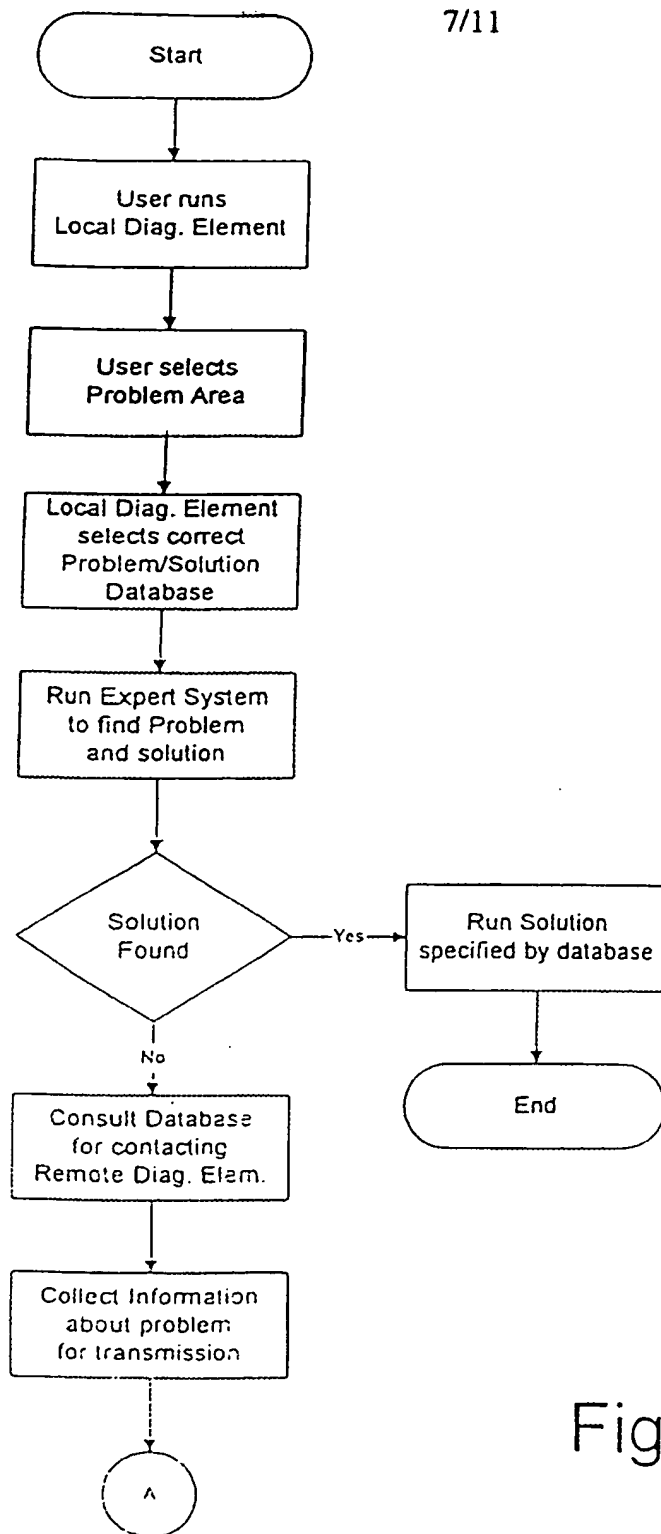 7/11
Start
User runs
Local Diag. Element
User selects
Problem Area
Local Diag. Element
selects correct
Problem/Solution
Database
Run Expert System
to find Problem
and solution
Solution
Found
Yes
Run Solution
specified by database
End
No
Consult Database
for contacting
Remote Diag. Elem.
Collect Information
about problem
for transmission
A
Fig